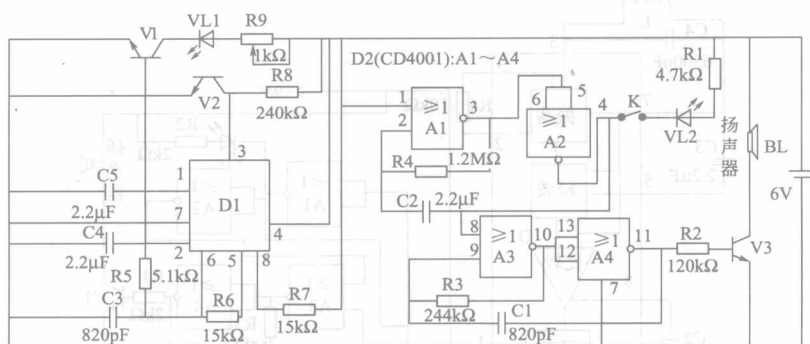 V1
VL1
R9
1kΩ
V2
R8
240kΩ
D2(CD4001):A1～A4
R1
4.7kΩ
1
2
≥1
A1
3
6
5
≥1
A2
4
K
VL2
扬声器
BL
6V
R4
1.2MΩ
C2
2.2μF
3
C5
2.2μF
1
7
C4
2.2μF
2
D1
4
6
5
8
R5
5.1kΩ
C3
820pF
R6
15kΩ
R7
15kΩ
8
9
≥1
A3
10
13
12
≥1
A4
11
7
R2
120kΩ
V3
R3
244kΩ
C1
820pF